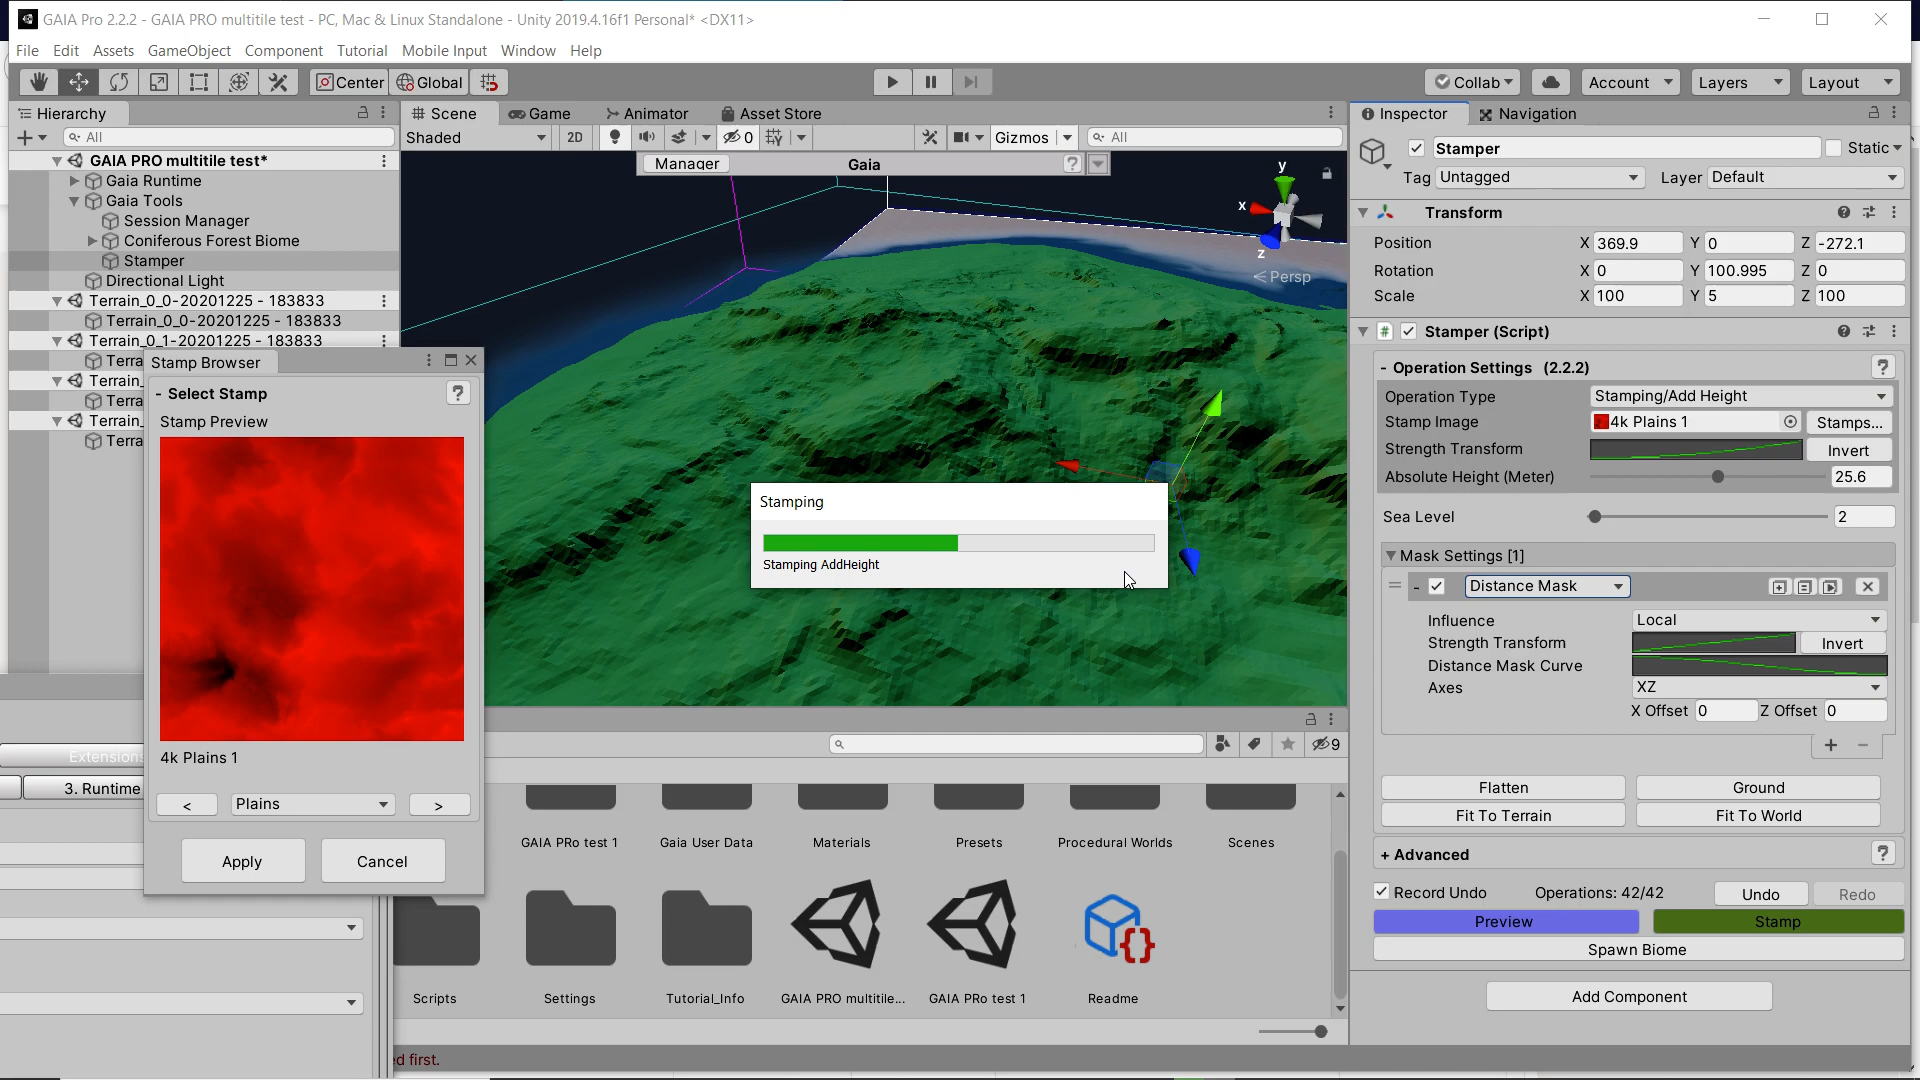 GAIA Pro 2.2.2 - GAIA PRO multitile test - PC, Mac & Linux Standalone - Unity 2019.4.16f1 Personal* <DX11>
File Edit Assets GameObject Component Tutorial Mobile Input Window Help
Center Global Collab Account Layers Layout
Hierarchy
All
GAIA PRO multitile test*
Gaia Runtime
Gaia Tools
Session Manager
Coniferous Forest Biome
Stamper
Directional Light
Terrain_0_0-20201225 - 183833
Terrain_0_0-20201225 - 183833
Terrain_0_1-20201225 - 183833
Terra
Terrain_
Terra
Terrain_
Terra
Stamp Browser
- Select Stamp ?
Stamp Preview
4k Plains 1
< Plains >
Apply Cancel
Extensions
3. Runtime
Scene Game Animator Asset Store
Shaded 2D 0 Gizmos All
Manager Gaia ?
y
x
z
< Persp
Stamping
Stamping AddHeight
9
GAIA PRo test 1 Gaia User Data Materials Presets Procedural Worlds Scenes
Scripts Settings Tutorial_Info GAIA PRO multitile... GAIA PRo test 1 Readme
ed first.
Inspector Navigation
Stamper Static
Tag Untagged Layer Default
Transform
Position X 369.9 Y 0 Z -272.1
Rotation X 0 Y 100.995 Z 0
Scale X 100 Y 5 Z 100
# Stamper (Script)
- Operation Settings (2.2.2) ?
Operation Type Stamping/Add Height
Stamp Image 4k Plains 1 Stamps...
Strength Transform Invert
Absolute Height (Meter) 25.6
Sea Level 2
Mask Settings [1]
- Distance Mask
Influence Local
Strength Transform Invert
Distance Mask Curve
Axes XZ
X Offset 0 Z Offset 0
+ -
Flatten Ground
Fit To Terrain Fit To World
+ Advanced ?
Record Undo Operations: 42/42 Undo Redo
Preview Stamp
Spawn Biome
Add Component